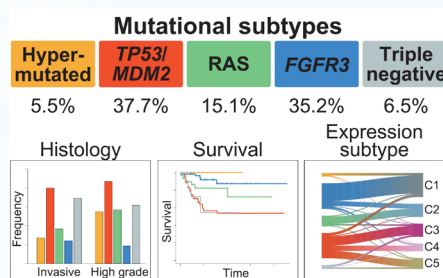 Mutational subtypes
Hyper-
mutated
TP53/
MDM2
RAS
FGFR3
Triple
negative
5.5%
37.7%
15.1%
35.2%
6.5%
Histology
Frequency
Invasive
High grade
Survival
Survival
Time
Expression
subtype
C1
C2
C3
C4
C5